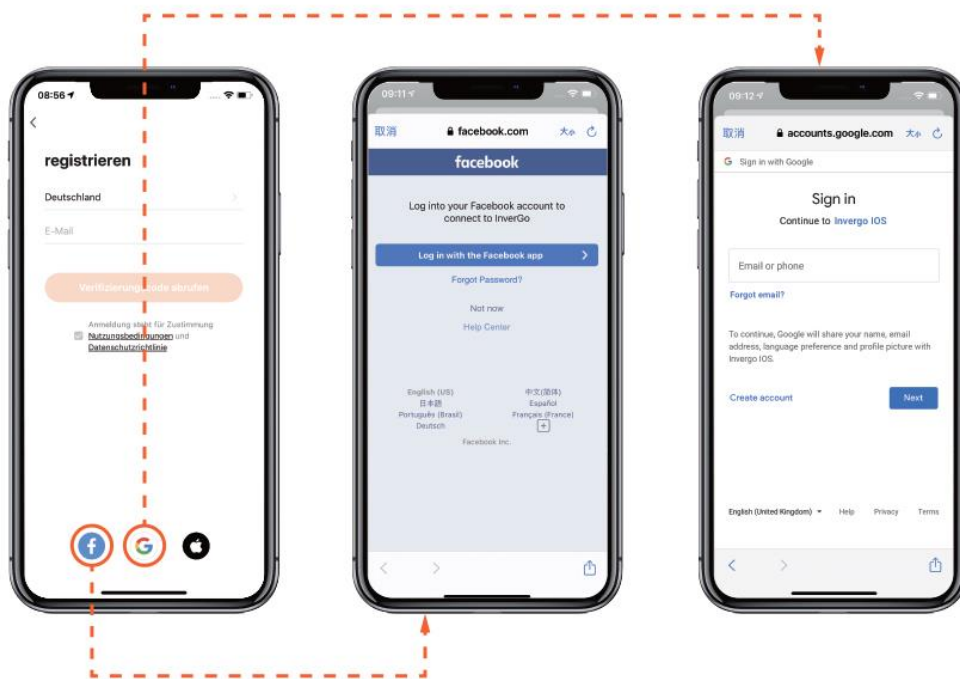 08:56
registrieren
Deutschland
E-Mail
Verifizierungscode abrufen
Anmeldung steht für Zustimmung
Nutzungsbedingungen und
Datenschutzrichtlinie
09:11
取消
facebook.com
大小
facebook
Log into your Facebook account to
connect to InverGo
Log in with the Facebook app
Forgot Password?
Not now
Help Center
English (US)
中文(简体)
日本語
Español
Português (Brasil)
Français (France)
Deutsch
Facebook Inc.
09:12
取消
accounts.google.com
大小
Sign in with Google
Sign in
Continue to Invergo IOS
Email or phone
Forgot email?
To continue, Google will share your name, email
address, language preference and profile picture with
Invergo IOS.
Create account
Next
English (United Kingdom)
Help
Privacy
Terms